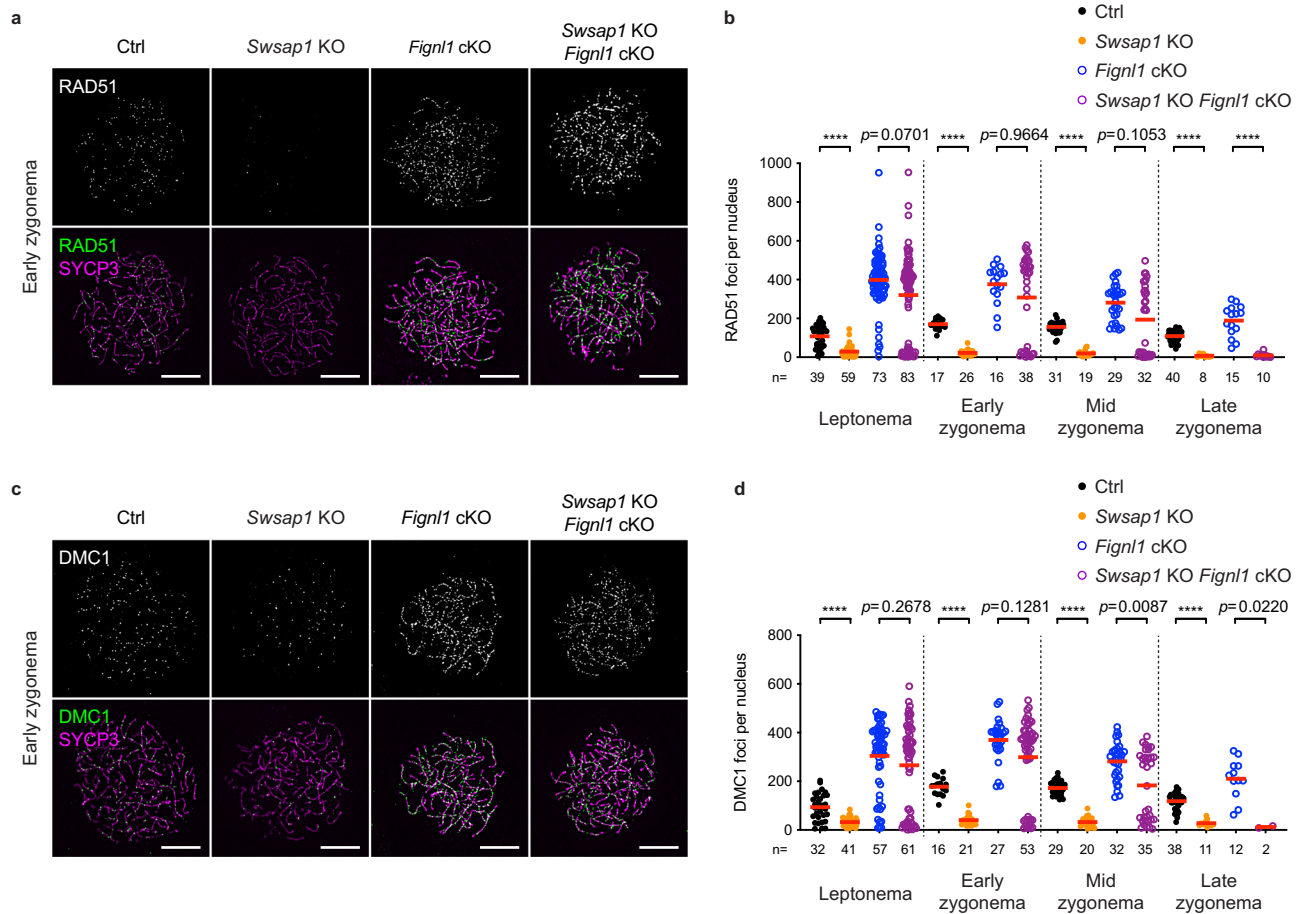 a
Ctrl
Swsap1 KO
Fignl1 cKO
Swsap1 KO
Fignl1 cKO
Early zygonema
RAD51
RAD51
SYCP3
b
Ctrl
Swsap1 KO
Fignl1 cKO
Swsap1 KO Fignl1 cKO
**** p=0.0701 **** p=0.9664 **** p=0.1053 **** ****
RAD51 foci per nucleus
1000
800
600
400
200
0
n= 39 59 73 83 17 26 16 38 31 19 29 32 40 8 15 10
Leptonema
Early
zygonema
Mid
zygonema
Late
zygonema
c
Ctrl
Swsap1 KO
Fignl1 cKO
Swsap1 KO
Fignl1 cKO
Early zygonema
DMC1
DMC1
SYCP3
d
Ctrl
Swsap1 KO
Fignl1 cKO
Swsap1 KO Fignl1 cKO
**** p=0.2678 **** p=0.1281 **** p=0.0087 **** p=0.0220
DMC1 foci per nucleus
800
600
400
200
0
n= 32 41 57 61 16 21 27 53 29 20 32 35 38 11 12 2
Leptonema
Early
zygonema
Mid
zygonema
Late
zygonema